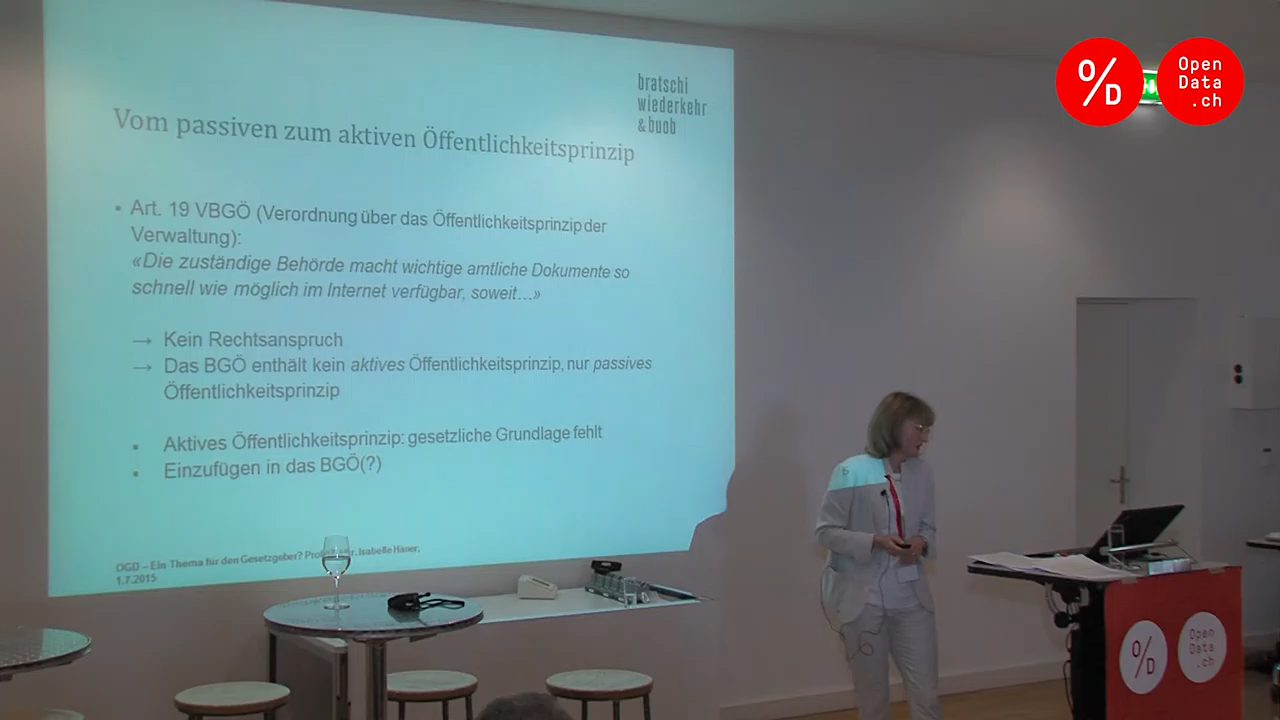 bratschi
wiederkehr
& buob
Vom passiven zum aktiven Öffentlichkeitsprinzip
• Art. 19 VBGÖ (Verordnung über das Öffentlichkeitsprinzip der
Verwaltung):
«Die zuständige Behörde macht wichtige amtliche Dokumente so
schnell wie möglich im Internet verfügbar, soweit…»
→ Kein Rechtsanspruch
→ Das BGÖ enthält kein aktives Öffentlichkeitsprinzip, nur passives
Öffentlichkeitsprinzip
▪ Aktives Öffentlichkeitsprinzip: gesetzliche Grundlage fehlt
▪ Einzufügen in das BGÖ(?)
OGD – Ein Thema für den Gesetzgeber? Isabelle Häner,
1.7.2015
%D
Open
Data
.ch
%D
Open
Data
.ch